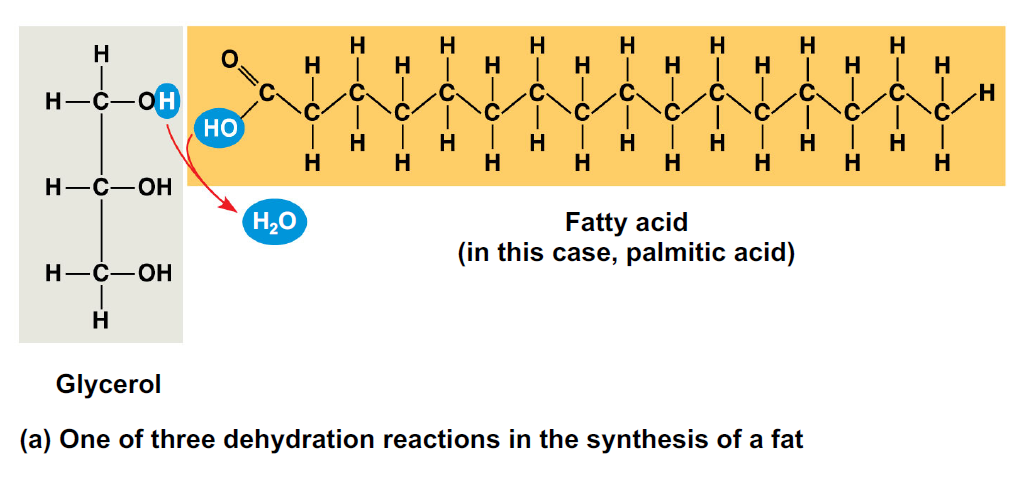 H
H—C—OH
H—C—OH
H—C—OH
H
O
HO
H H H H H H H
H H H H H H H H
C C C C C C C C H
C C C C C C C C
H H H H H H H
H H H H H H H H
H₂O
Fatty acid
(in this case, palmitic acid)
Glycerol
(a) One of three dehydration reactions in the synthesis of a fat